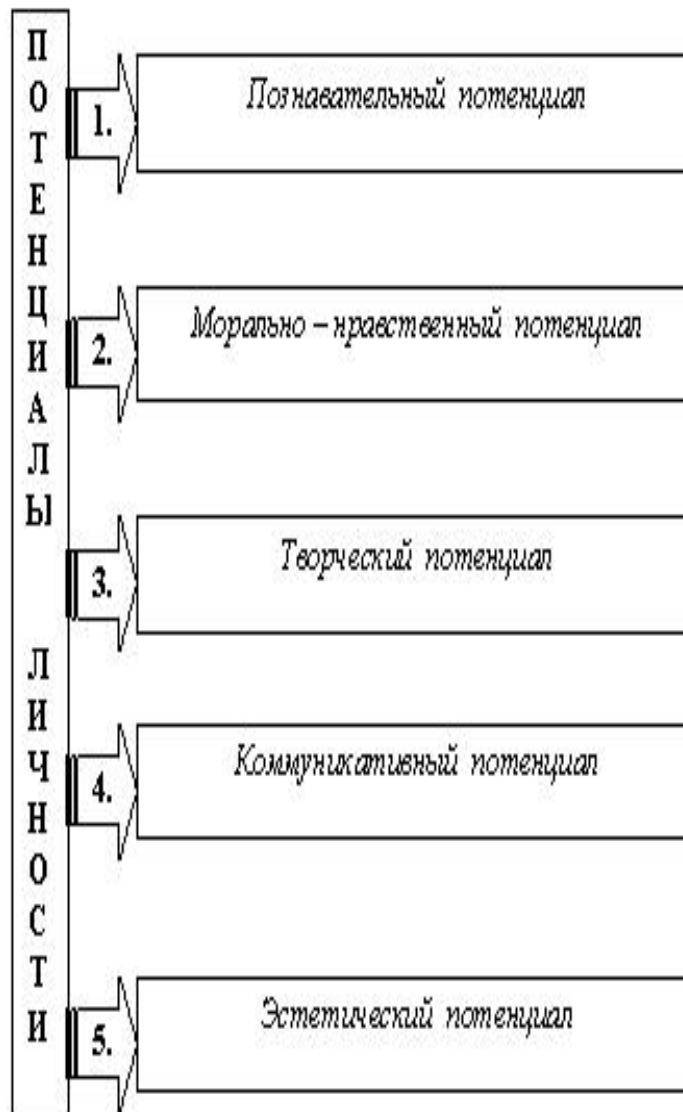 ПОТЕНЦИАЛЫ ЛИЧНОСТИ
1. Познавательный потенциал
2. Морально – нравственный потенциал
3. Творческий потенциал
4. Коммуникативный потенциал
5. Эстетический потенциал